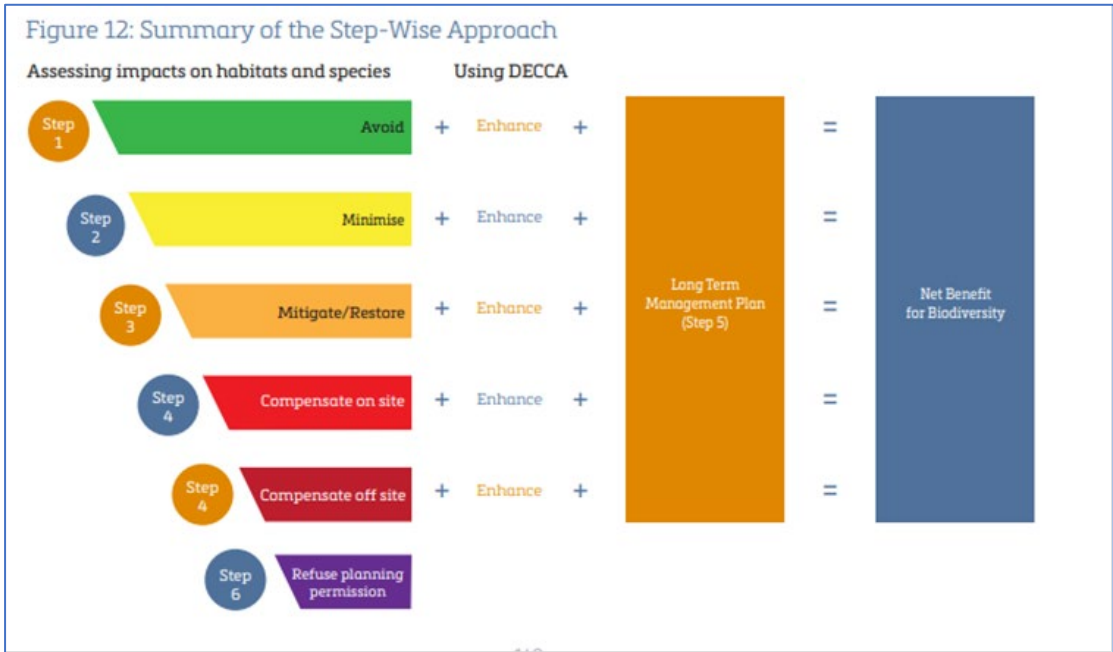 Figure 12: Summary of the Step-Wise Approach
Assessing impacts on habitats and species Using DECCA
Step
1
Avoid + Enhance + =
Step
2
Minimise + Enhance + =
Step
3
Mitigate/Restore + Enhance + =
Long Term
Management Plan
(Step 5)
Net Benefit
for Biodiversity
Step
4
Compensate on site + Enhance + =
Step
4
Compensate off site + Enhance + =
Step
6
Refuse planning
permission